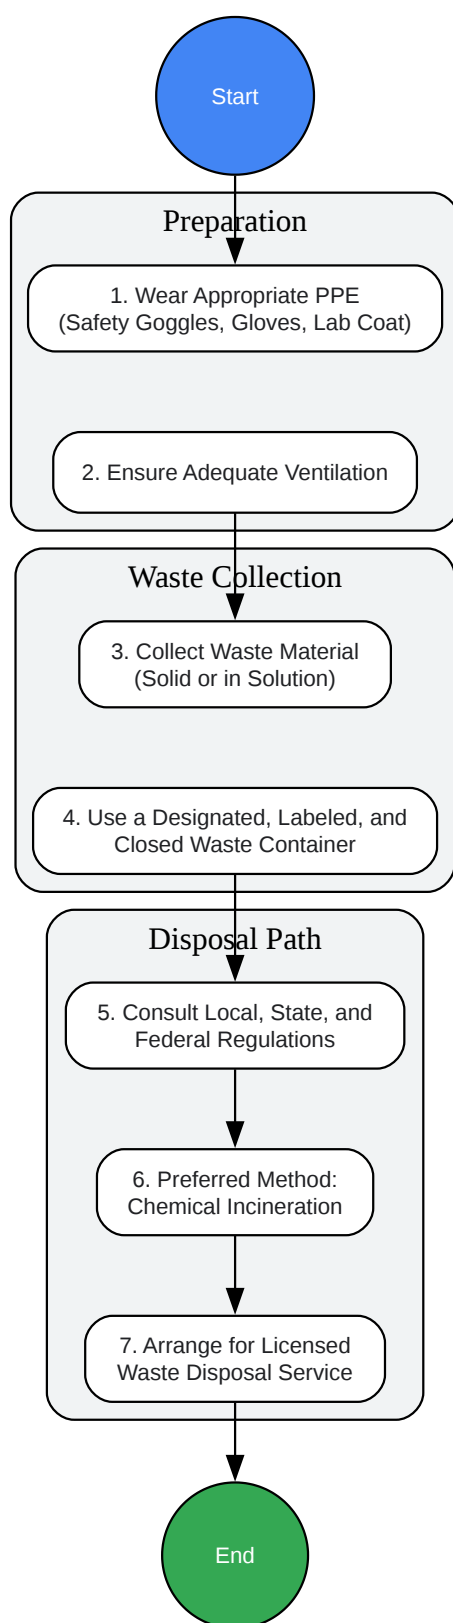 Start
Preparation
1. Wear Appropriate PPE
(Safety Goggles, Gloves, Lab Coat)
2. Ensure Adequate Ventilation
Waste Collection
3. Collect Waste Material
(Solid or in Solution)
4. Use a Designated, Labeled, and
Closed Waste Container
Disposal Path
5. Consult Local, State, and
Federal Regulations
6. Preferred Method:
Chemical Incineration
7. Arrange for Licensed
Waste Disposal Service
End